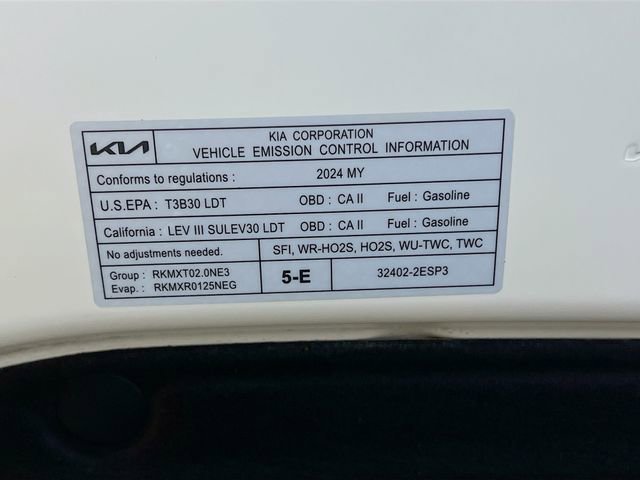 KIA
KIA CORPORATION
VEHICLE EMISSION CONTROL INFORMATION
Conforms to regulations : 2024 MY
U.S.EPA : T3B30 LDT OBD : CA II Fuel : Gasoline
California : LEV III SULEV30 LDT OBD : CA II Fuel : Gasoline
No adjustments needed. SFI, WR-HO2S, HO2S, WU-TWC, TWC
Group : RKMXT02.0NE3
Evap. : RKMXR0125NEG
5-E
32402-2ESP3